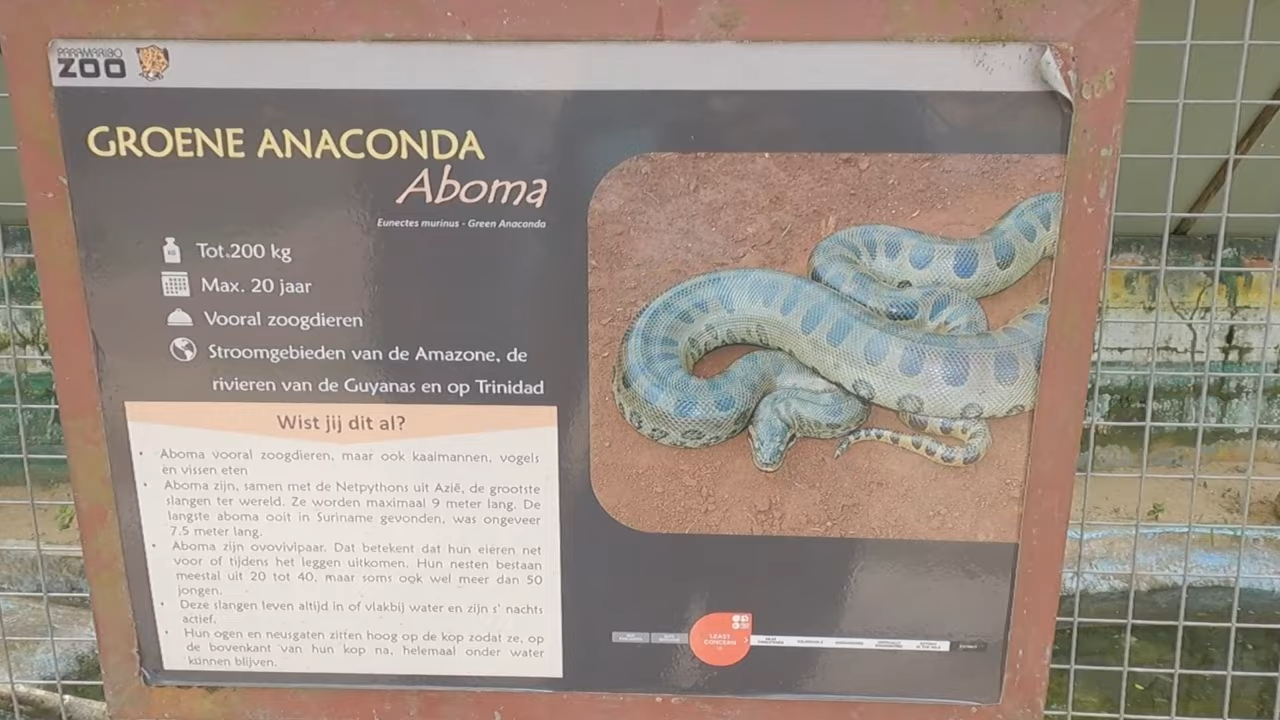 PARAMARIBO
ZOO
GROENE ANACONDA
Aboma
Eunectes murinus - Green Anaconda
Tot.200 kg
Max. 20 jaar
Vooral zoogdieren
Stroomgebieden van de Amazone, de
rivieren van de Guyanas en op Trinidad
Wist jij dit al?
• Aboma vooral zoogdieren, maar ook kaaimannen, vogels
en vissen eten
• Aboma zijn, samen met de Netpythons uit Azië, de grootste
slangen ter wereld. Ze worden maximaal 9 meter lang. De
langste aboma ooit in Suriname gevonden, was ongeveer
7.5 meter lang.
• Aboma zijn ovovivipaar. Dat betekent dat hun eieren net
voor of tijdens het leggen uitkomen. Hun nesten bestaan
meestal uit 20 tot 40, maar soms ook wel meer dan 50
jongen.
• Deze slangen leven altijd in of vlakbij water en zijn s' nachts
actief.
• Hun ogen en neusgaten zitten hoog op de kop zodat ze, op
de bovenkant van hun kop na, helemaal onder water
kunnen blijven.
LEAST
CONCERN